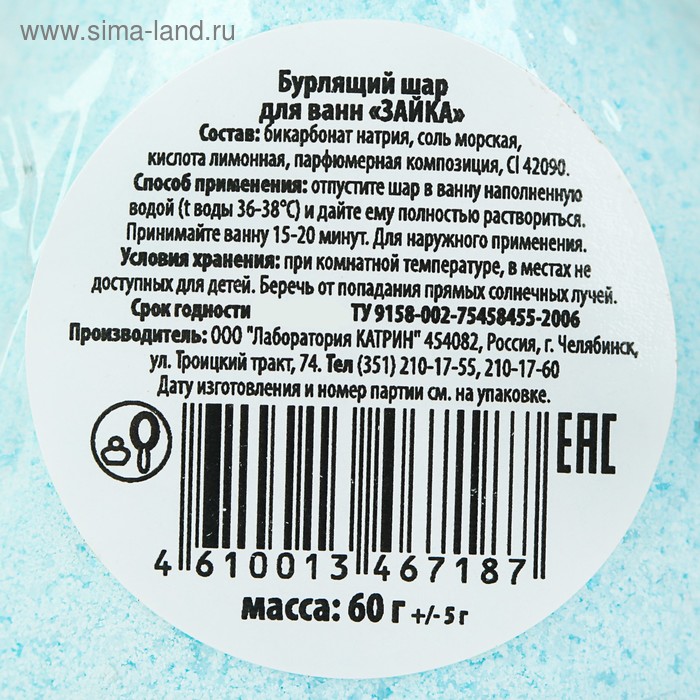 www.sima-land.ru
Бурлящий шар
для ванн «ЗАЙКА»
Состав: бикарбонат натрия, соль морская,
кислота лимонная, парфюмерная композиция, Cl 42090.
Способ применения: отпустите шар в ванну наполненную
водой (t воды 36-38°С) и дайте ему полностью раствориться.
Принимайте ванну 15-20 минут. Для наружного применения.
Условия хранения: при комнатной температуре, в местах не
доступных для детей. Беречь от попадания прямых солнечных лучей.
Срок годности ТУ 9158-002-75458455-2006
Производитель: ООО "Лаборатория КАТРИН" 454082, Россия, г. Челябинск,
ул. Троицкий тракт, 74. Тел (351) 210-17-55, 210-17-60
Дату изготовления и номер партии см. на упаковке.
EAC
4 610013 467187
масса: 60 г +/- 5 г